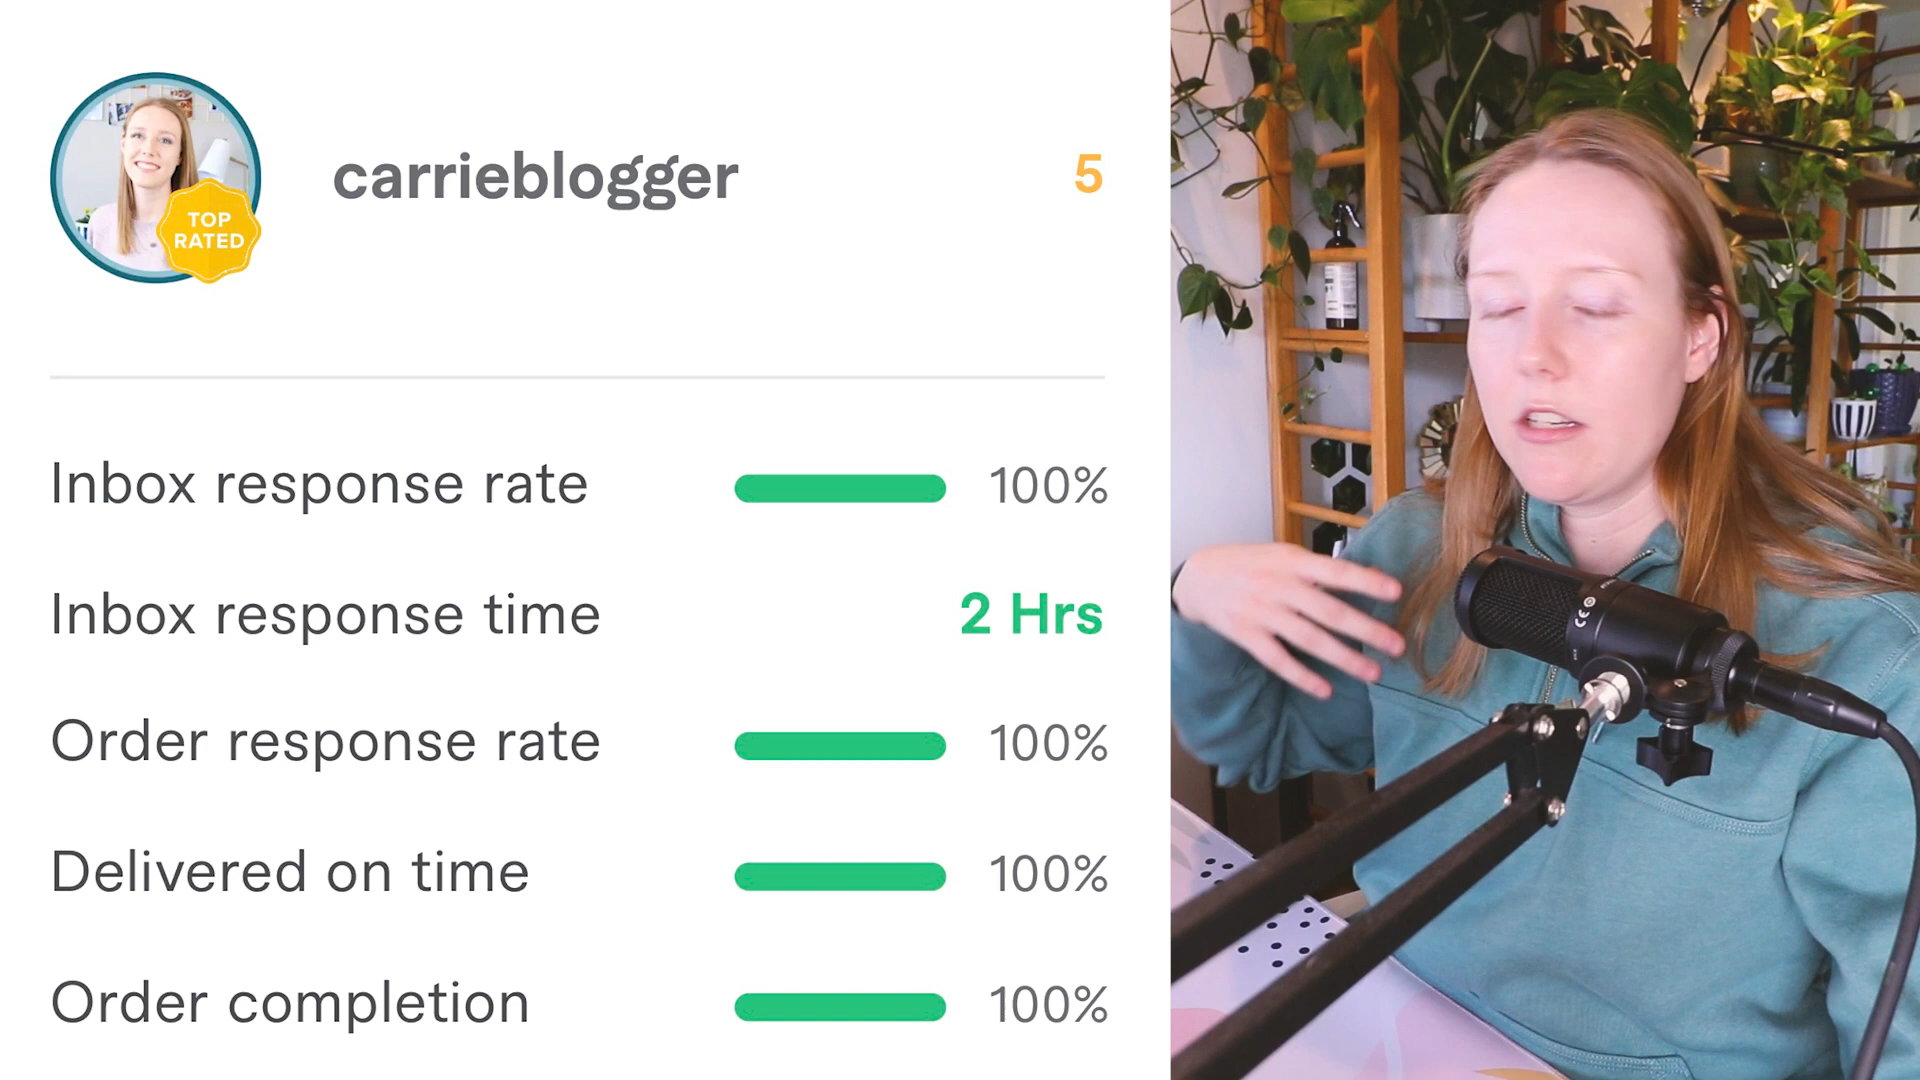 TOP
RATED
carrieblogger 5
Inbox response rate 100%
Inbox response time 2 Hrs
Order response rate 100%
Delivered on time 100%
Order completion 100%